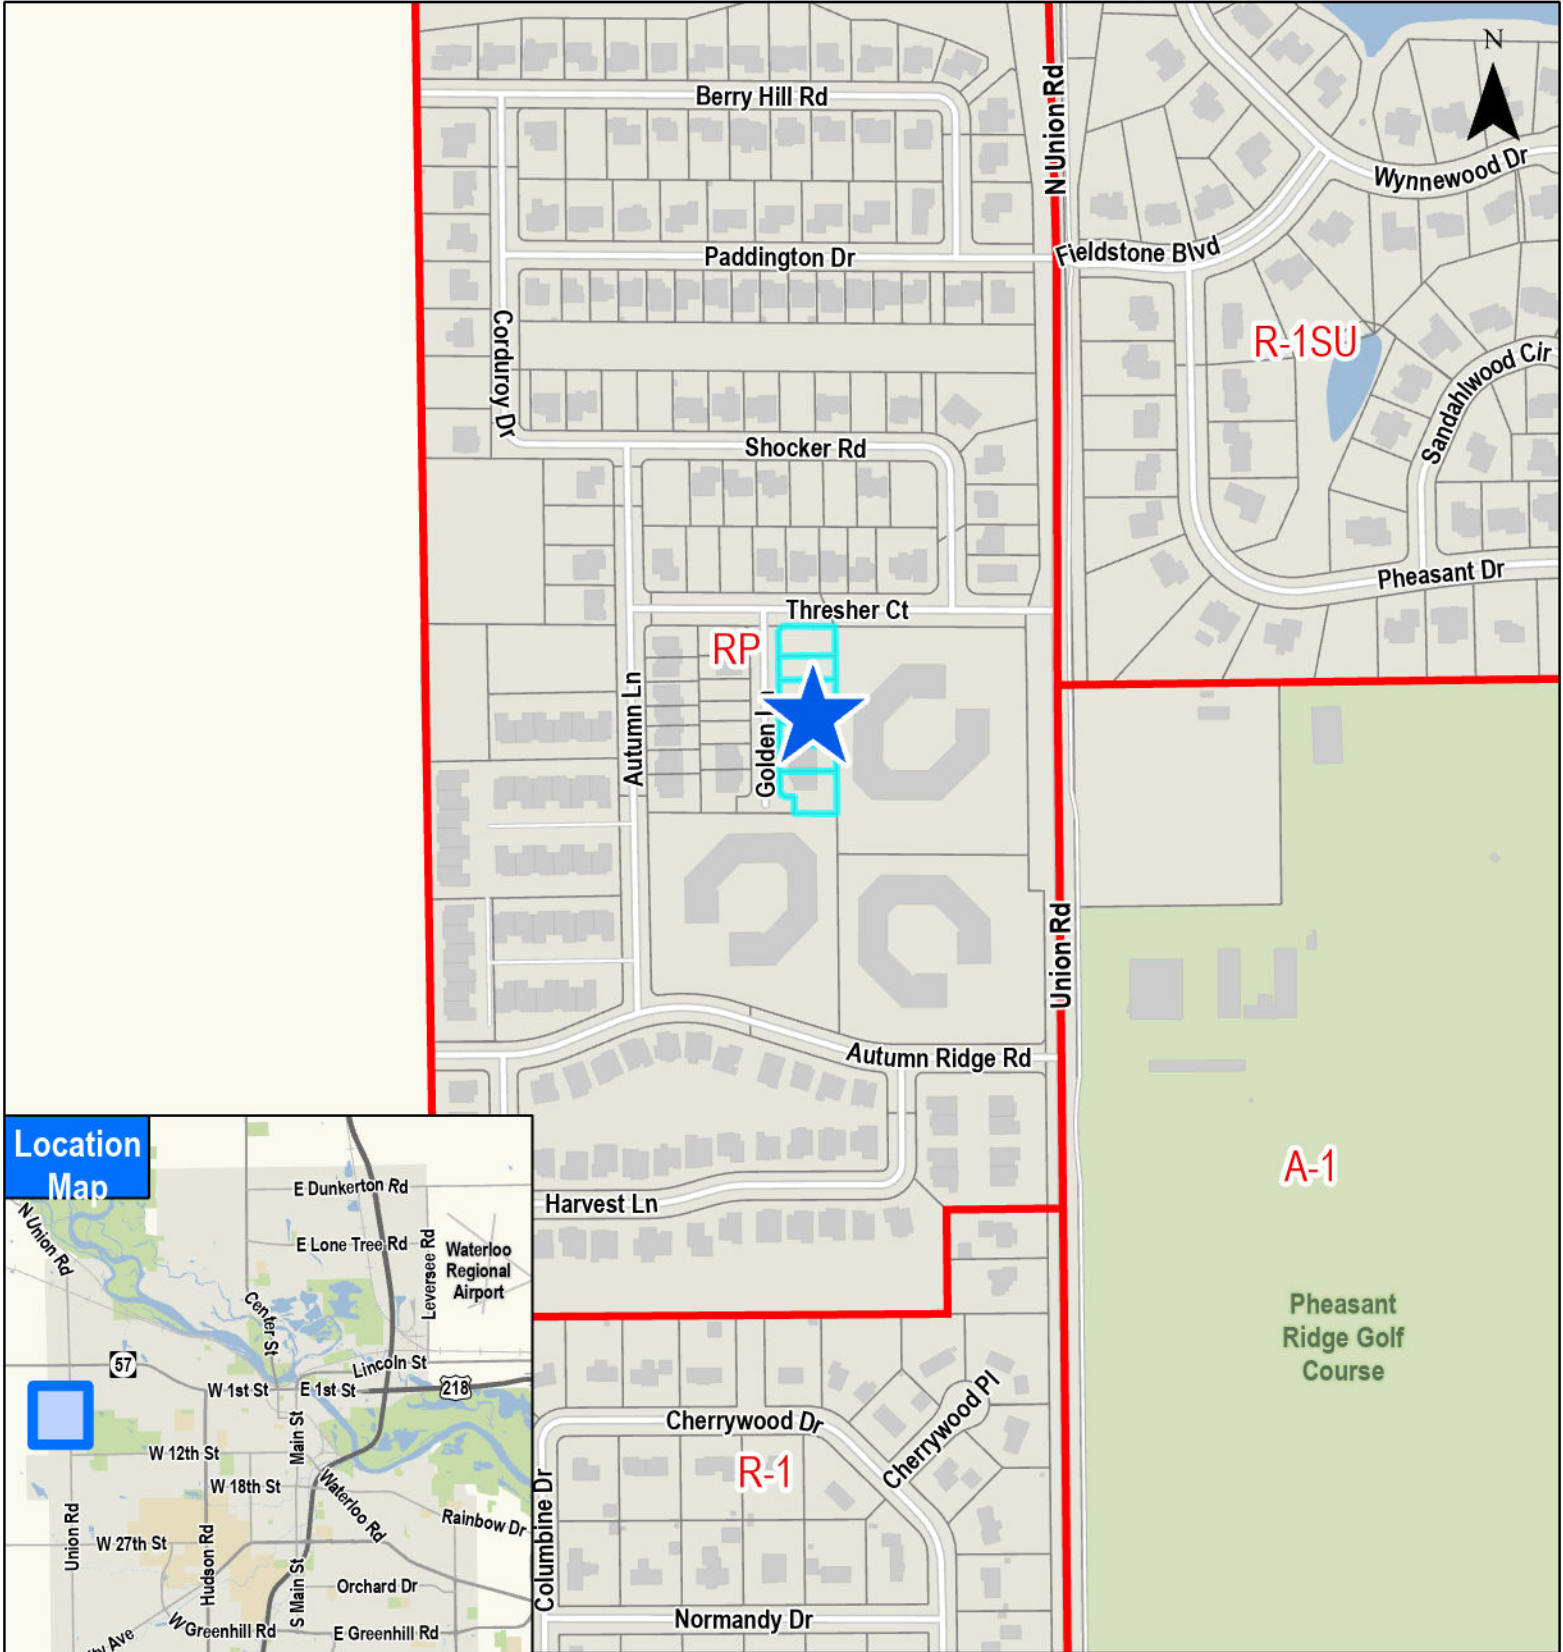 N
Berry Hill Rd
N Union Rd
Wynnewood Dr
Paddington Dr
Fieldstone Blvd
Corduroy Dr
R-1SU
Sandahlwood Cir
Shocker Rd
Pheasant Dr
Thresher Ct
RP
Autumn Ln
Golden
Union Rd
Autumn Ridge Rd
A-1
Harvest Ln
Pheasant
Ridge Golf
Course
Cherrywood Dr
Cherrywood Pl
R-1
Columbine Dr
Normandy Dr
Location
Map
E Dunkerton Rd
N Union Rd
E Lone Tree Rd
Leversee Rd
Waterloo
Regional
Airport
Center St
57
Lincoln St
W 1st St
E 1st St
218
Main St
W 12th St
W 18th St
Waterloo Rd
Rainbow Dr
Union Rd
W 27th St
Hudson Rd
S Main St
Orchard Dr
W Greenhill Rd
E Greenhill Rd
Ave